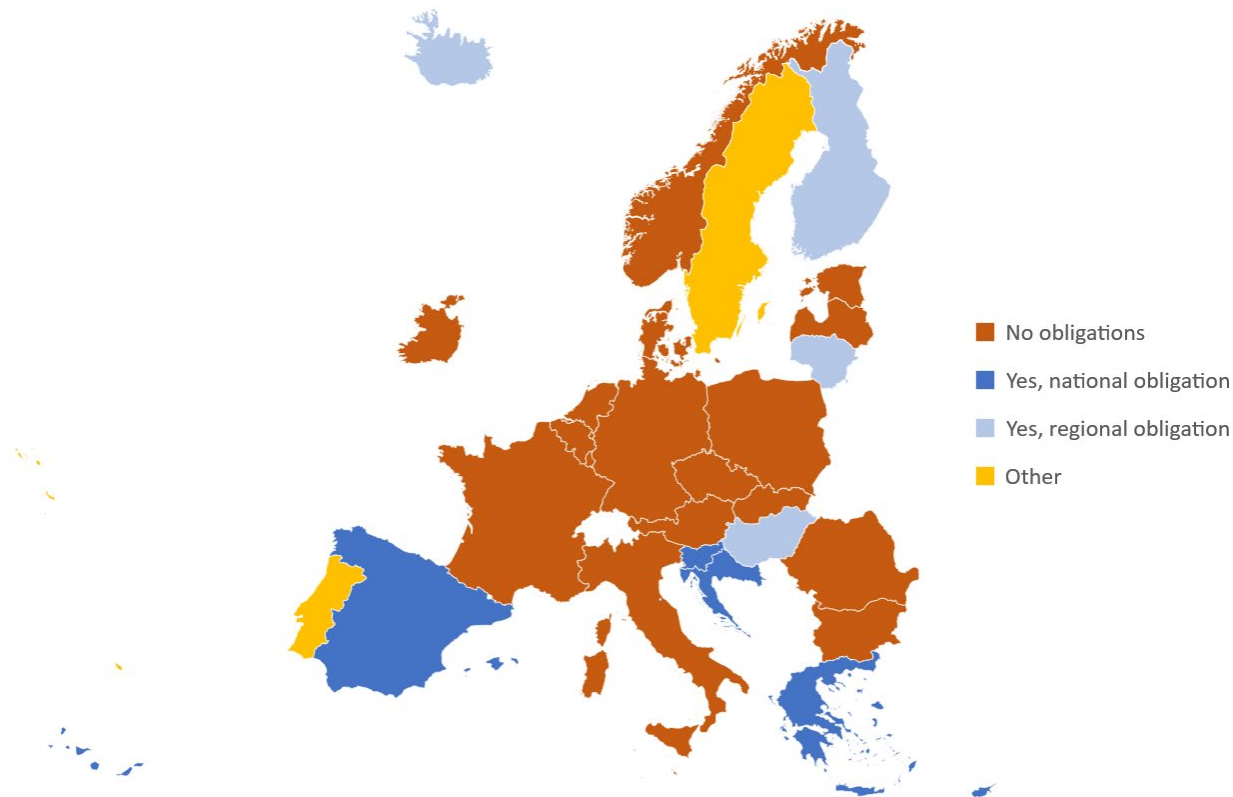 No obligations
Yes, national obligation
Yes, regional obligation
Other